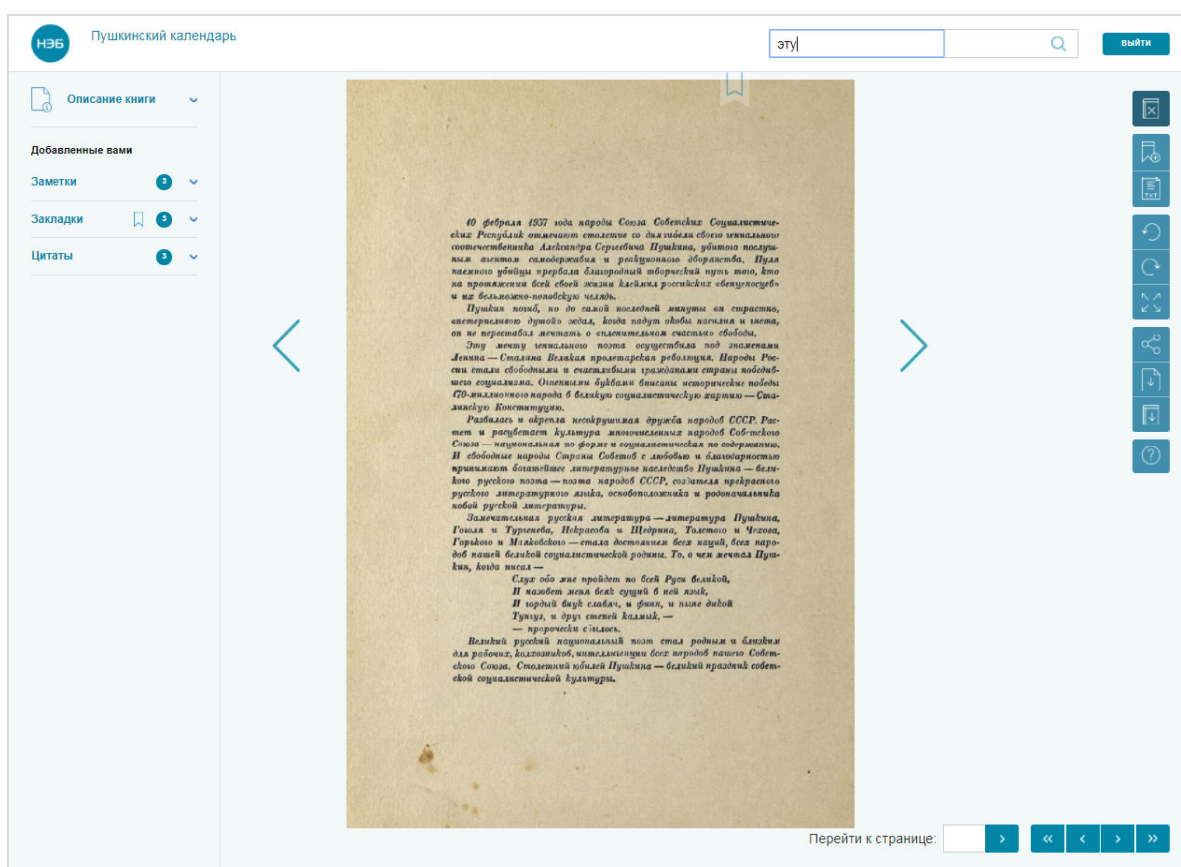 НЭБ
Пушкинский календарь
эту
ВЫЙТИ
Описание книги
Добавленные вами
Заметки 3
Закладки 3
Цитаты 3
TXT
10 февраля 1937 года народы Союза Советских Социалистиче-
ских Республик отмечают столетие со дня гибели своего гениального
соотечественника Александра Сергеевича Пушкина, убитого послуш-
ным агентом самодержавия и реакционного дворянства. Пуля
наемного убийцы прервала благородный творческий путь того, кто
на протяжении всей своей жизни клеймил российских «венценосцев»
и их вельможно-поповскую челядь.
Пушкин погиб, но до самой последней минуты он страстно,
«нетерпеливою душой» ждал, когда падут оковы насилия и гнета,
он не переставал мечтать о «пленительном счастье» свободы.
Эту мечту гениального поэта осуществила под знаменами
Ленина — Сталина Великая пролетарская революция. Народы Рос-
сии стали свободными и счастливыми гражданами страны победив-
шего социализма. Огненными буквами вписаны исторические победы
170-миллионного народа в великую социалистическую хартию — Ста-
линскую Конституцию.
Развилась и окрепла несокрушимая дружба народов СССР. Рас-
тет и расцветает культура многочисленных народов Советского
Союза — национальная по форме и социалистическая по содержанию.
И свободные народы Страны Советов с любовью и благодарностью
принимают богатейшее литературное наследство Пушкина — вели-
кого русского поэта — поэта народов СССР, создателя прекрасного
русского литературного языка, основоположника и родоначальника
новой русской литературы.
Замечательная русская литература — литература Пушкина,
Гоголя и Тургенева, Некрасова и Щедрина, Толстого и Чехова,
Горького и Маяковского — стала достоянием всех наций, всех наро-
дов нашей великой социалистической родины. То, о чем мечтал Пуш-
кин, когда писал —
Слух обо мне пройдет по всей Руси великой,
И назовет меня всяк сущий в ней язык,
И гордый внук славян, и финн, и ныне дикой
Тунгуз, и друг степей калмык, —
— пророчески сбылось.
Великий русский национальный поэт стал родным и близким
для рабочих, колхозников, интеллигенции всех народов нашего Совет-
ского Союза. Столетний юбилей Пушкина — великий праздник совет-
ской социалистической культуры.
Перейти к странице: